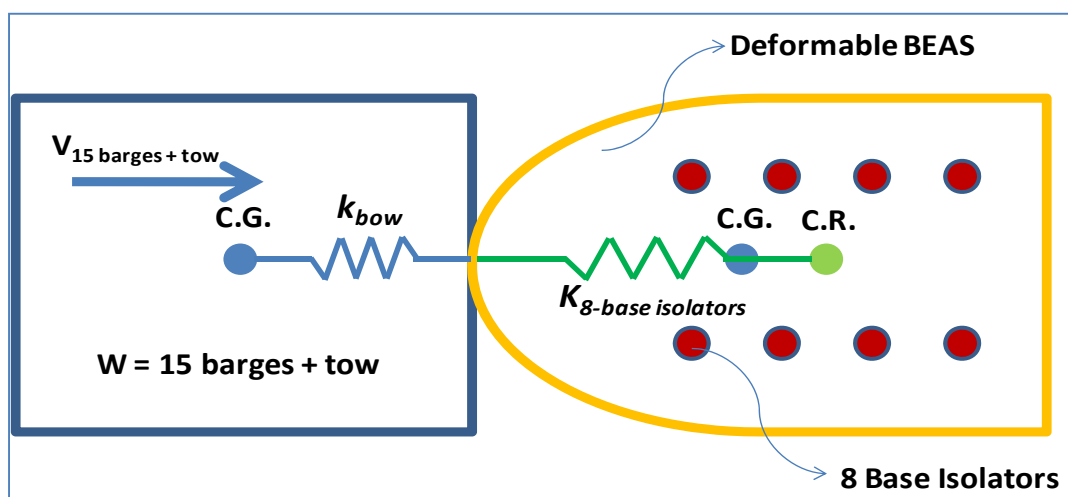 Deformable BEAS
V15 barges + tow
C.G.
kbow
C.G.
C.R.
K8-base isolators
W = 15 barges + tow
8 Base Isolators